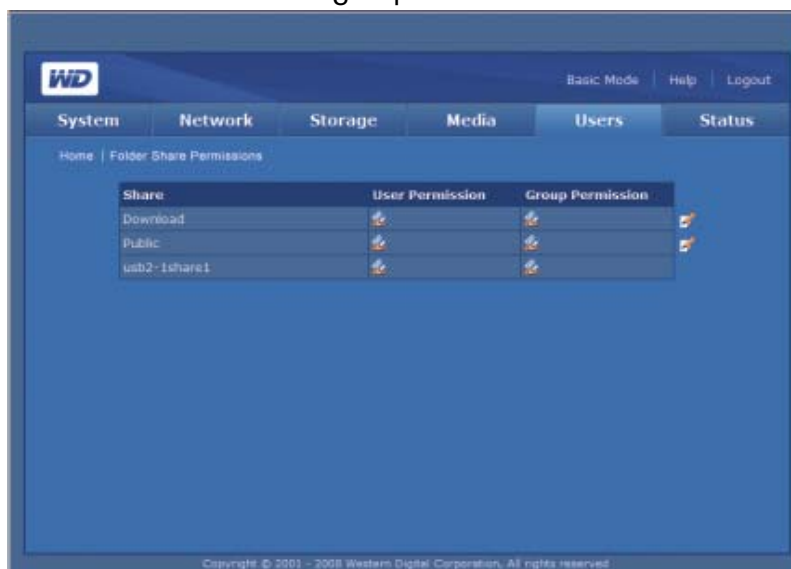 WD
Basic Mode | Help | Logout
System Network Storage Media Users Status
Home | Folder Share Permissions
Share User Permission Group Permission
Download
Public
usb2-1share1
Copyright © 2001 - 2008 Western Digital Corporation, All rights reserved